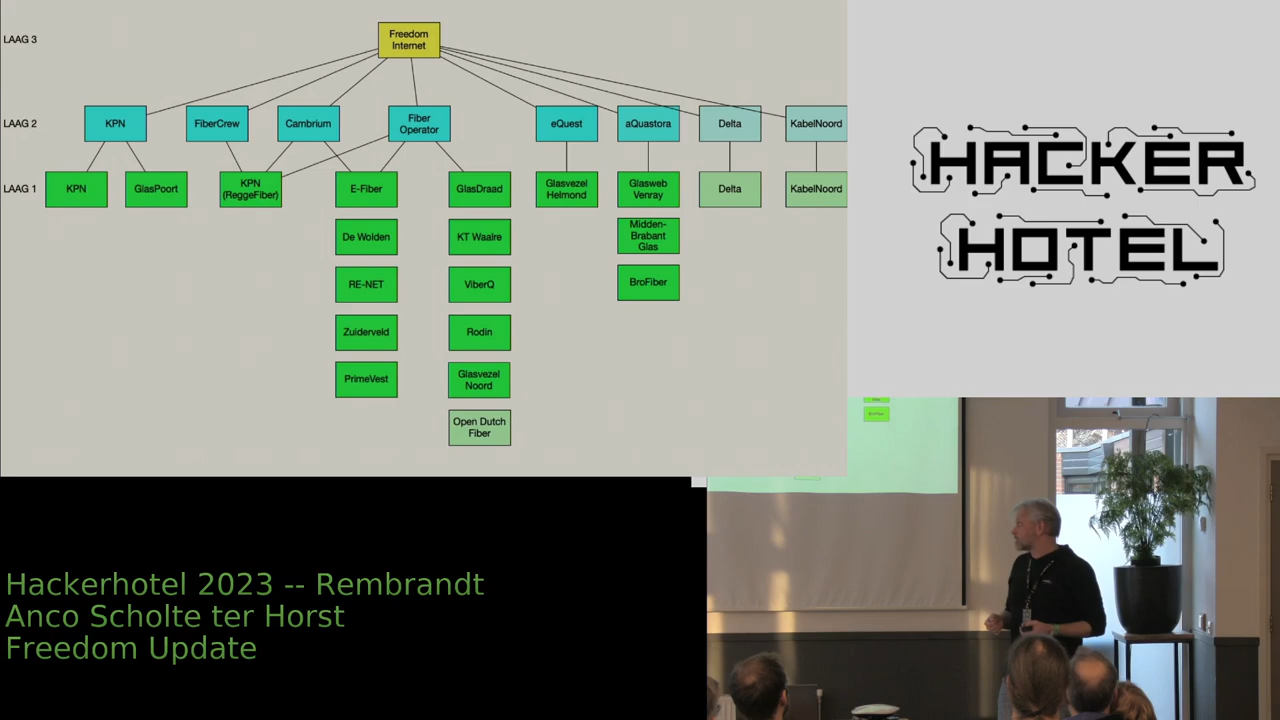 LAAG 3
Freedom
Internet
LAAG 2
KPN
FiberCrew
Cambrium
Fiber
Operator
eQuest
aQuastora
Delta
KabelNoord
LAAG 1
KPN
GlasPoort
KPN
(ReggeFiber)
E-Fiber
GlasDraad
Glasvezel
Helmond
Glasweb
Venray
Delta
KabelNoord
De Wolden
KT Waalre
Midden-
Brabant
Glas
RE-NET
ViberQ
BroFiber
Zuiderveld
Rodin
PrimeVest
Glasvezel
Noord
Open Dutch
Fiber
HACKER
HOTEL
BroFiber
Hackerhotel 2023 -- Rembrandt
Anco Scholte ter Horst
Freedom Update